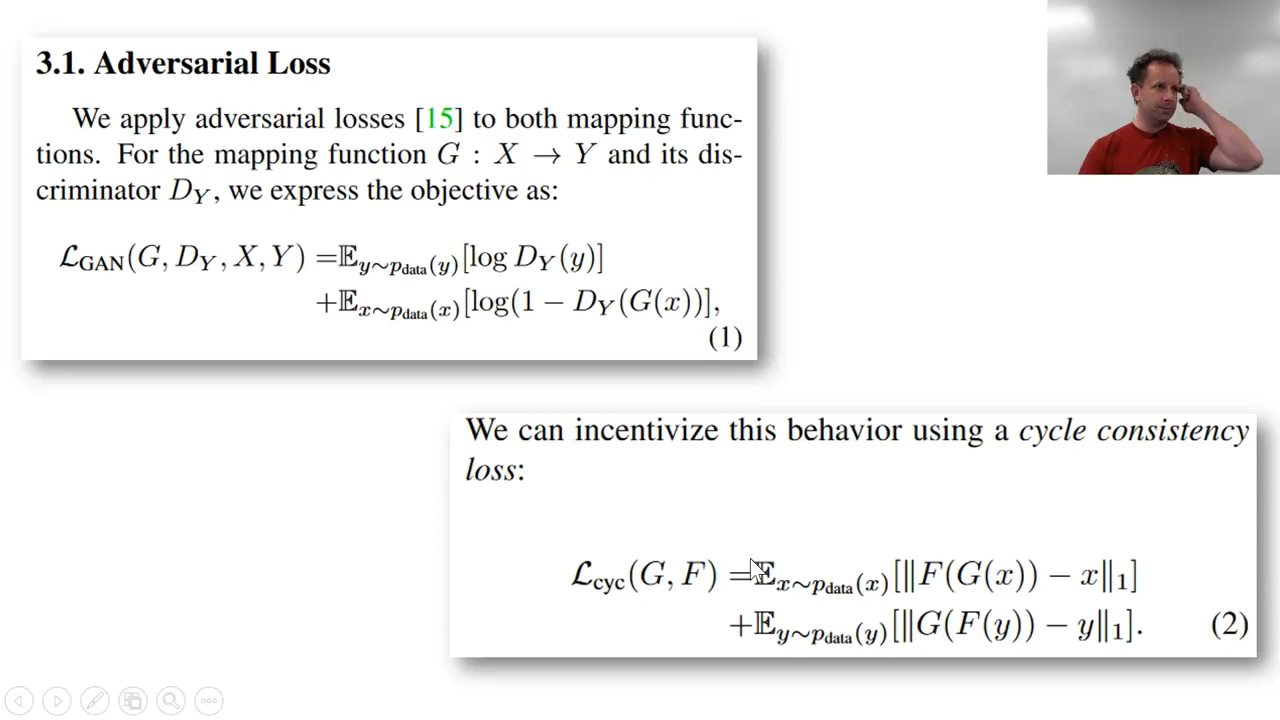 3.1. Adversarial Loss
We apply adversarial losses [15] to both mapping func-
tions. For the mapping function G : X → Y and its dis-
criminator D_Y, we express the objective as:
ℒ_GAN(G, D_Y, X, Y) =𝔼_{y∼p_data(y)}[log D_Y(y)]
+𝔼_{x∼p_data(x)}[log(1 − D_Y(G(x))],
(1)
We can incentivize this behavior using a cycle consistency
loss:
ℒ_cyc(G, F) =𝔼_{x∼p_data(x)}[‖F(G(x)) − x‖₁]
+𝔼_{y∼p_data(y)}[‖G(F(y)) − y‖₁]. (2)